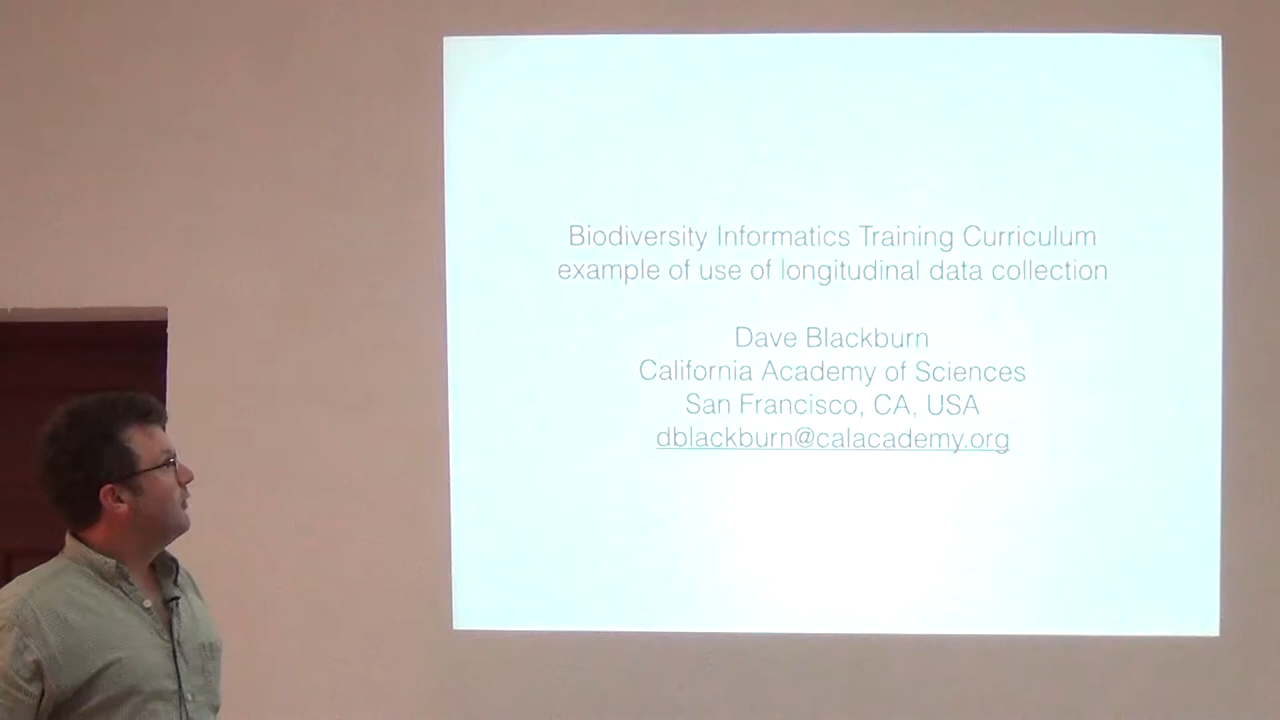 Biodiversity Informatics Training Curriculum
example of use of longitudinal data collection
Dave Blackburn
California Academy of Sciences
San Francisco, CA, USA
dblackburn@calacademy.org